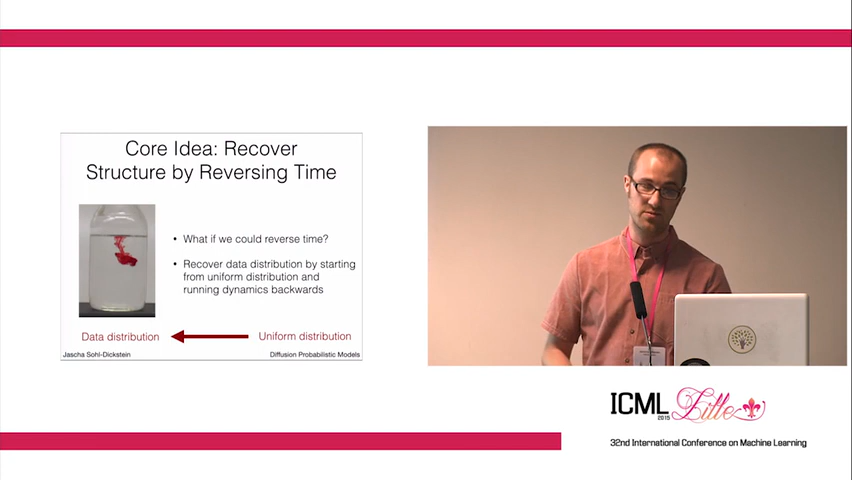 Core Idea: Recover
Structure by Reversing Time
• What if we could reverse time?
• Recover data distribution by starting
from uniform distribution and
running dynamics backwards
Data distribution
Uniform distribution
Jascha Sohl-Dickstein
Diffusion Probabilistic Models
ICML
2015
Lille
32nd International Conference on Machine Learning